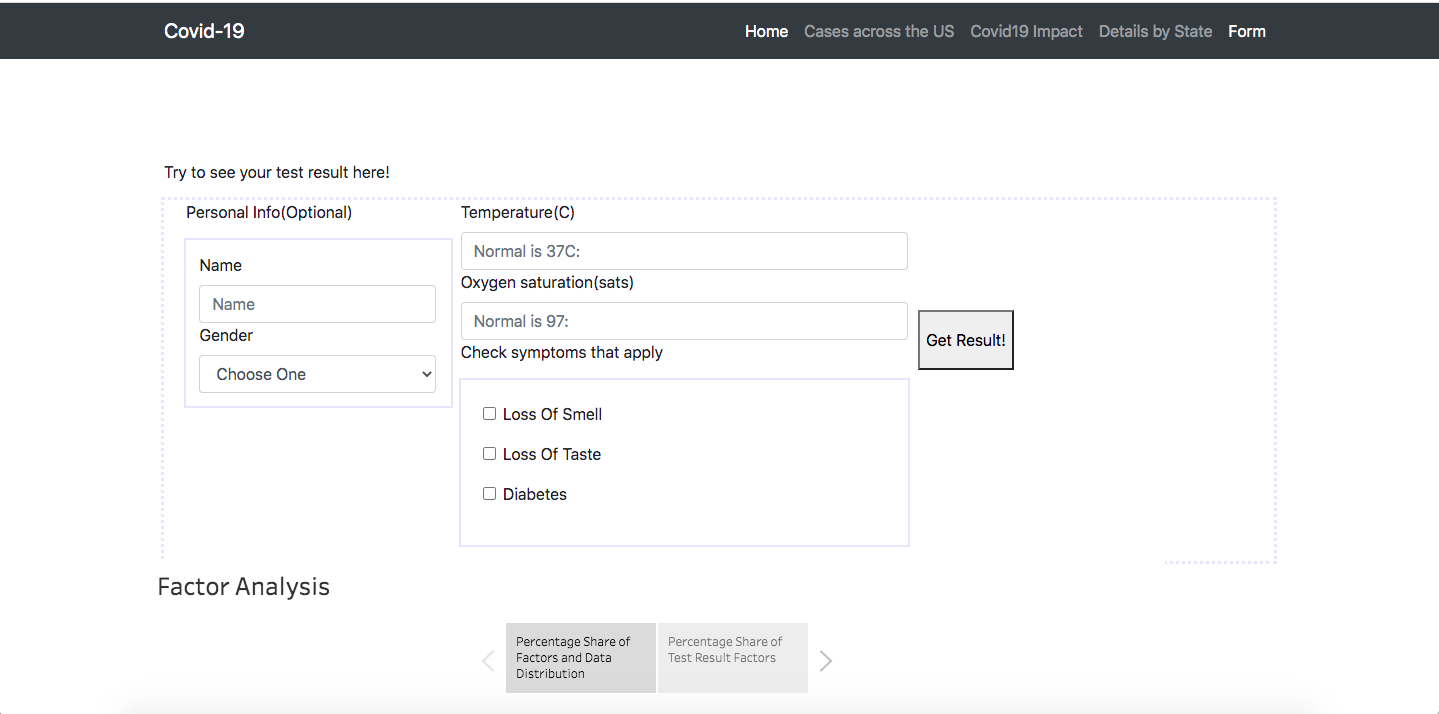 Covid-19
Home Cases across the US Covid19 Impact Details by State Form
Try to see your test result here!
Personal Info(Optional)
Name
Name
Gender
Choose One
Temperature(C)
Normal is 37C:
Oxygen saturation(sats)
Normal is 97:
Check symptoms that apply
Loss Of Smell
Loss Of Taste
Diabetes
Get Result!
Factor Analysis
Percentage Share of
Factors and Data
Distribution
Percentage Share of
Test Result Factors